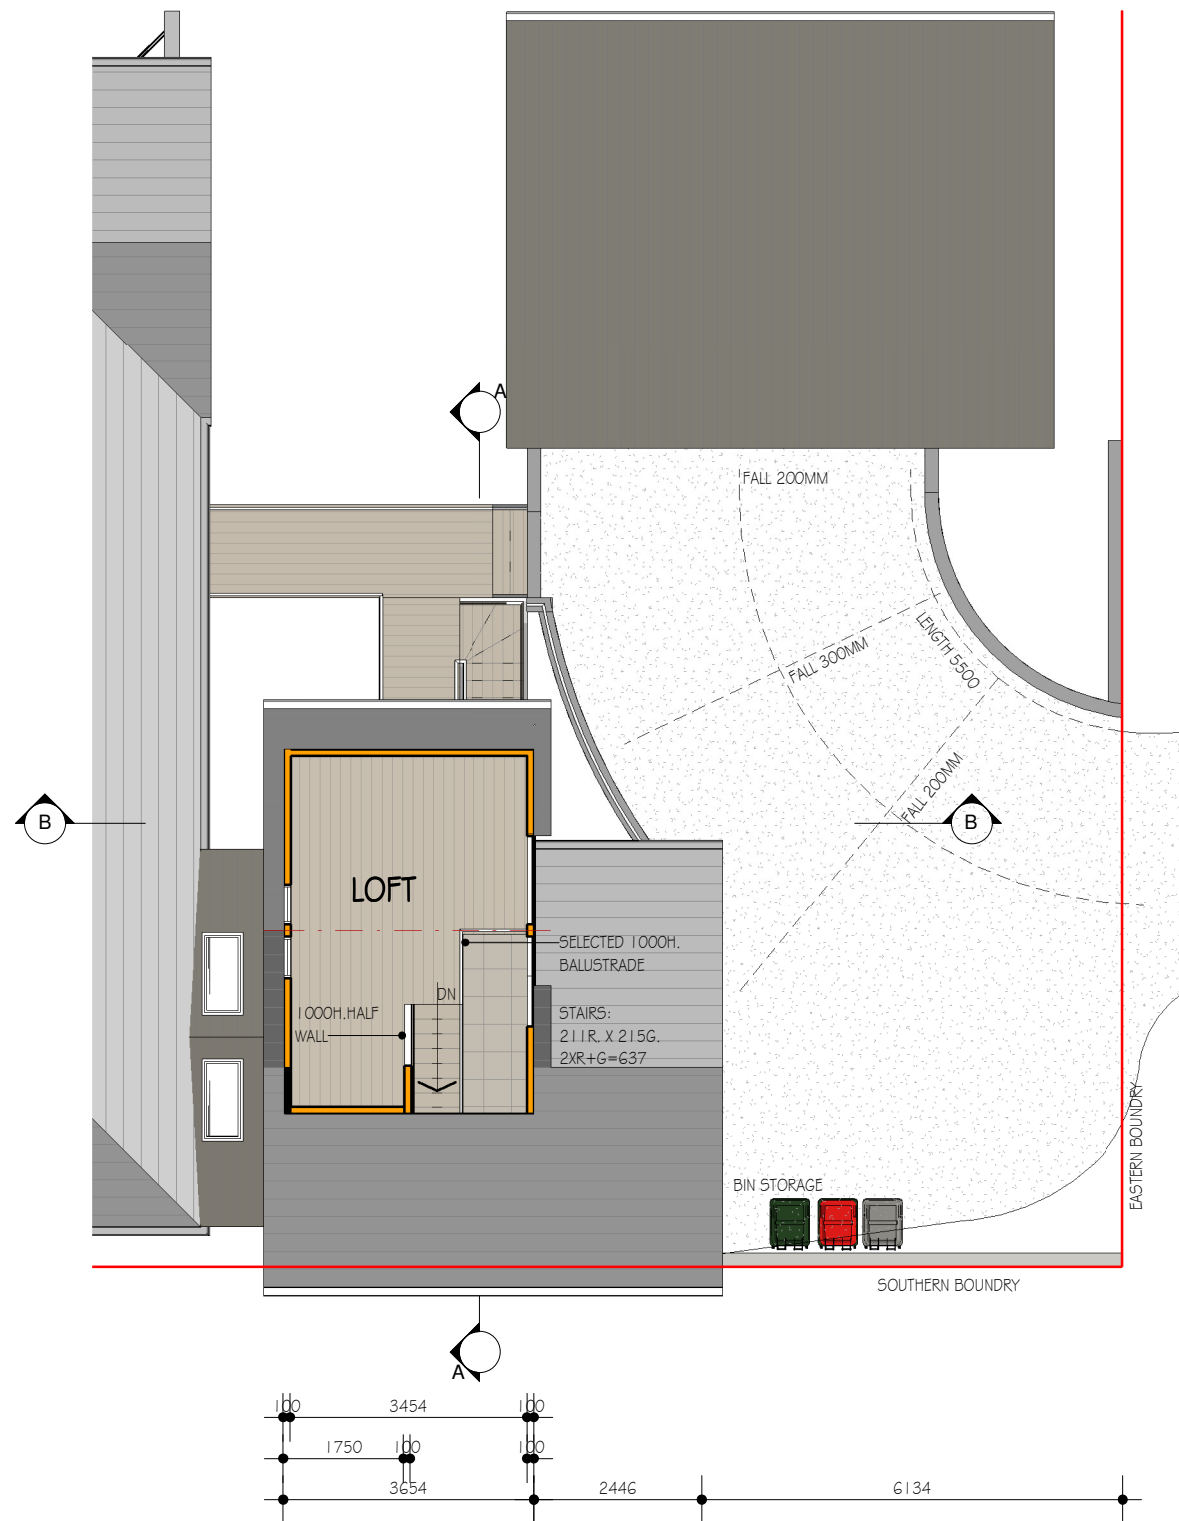 A
FALL 200MM
LENGTH 5500
FALL 300MM
FALL 200MM
B
B
LOFT
SELECTED 1000H.
BALUSTRADE
DN
1000H.HALF
WALL
STAIRS:
211R. X 215G.
2XR+G=637
EASTERN BOUNDRY
BIN STORAGE
SOUTHERN BOUNDRY
A
100 3454 100
1750 100 100
3654 2446 6134